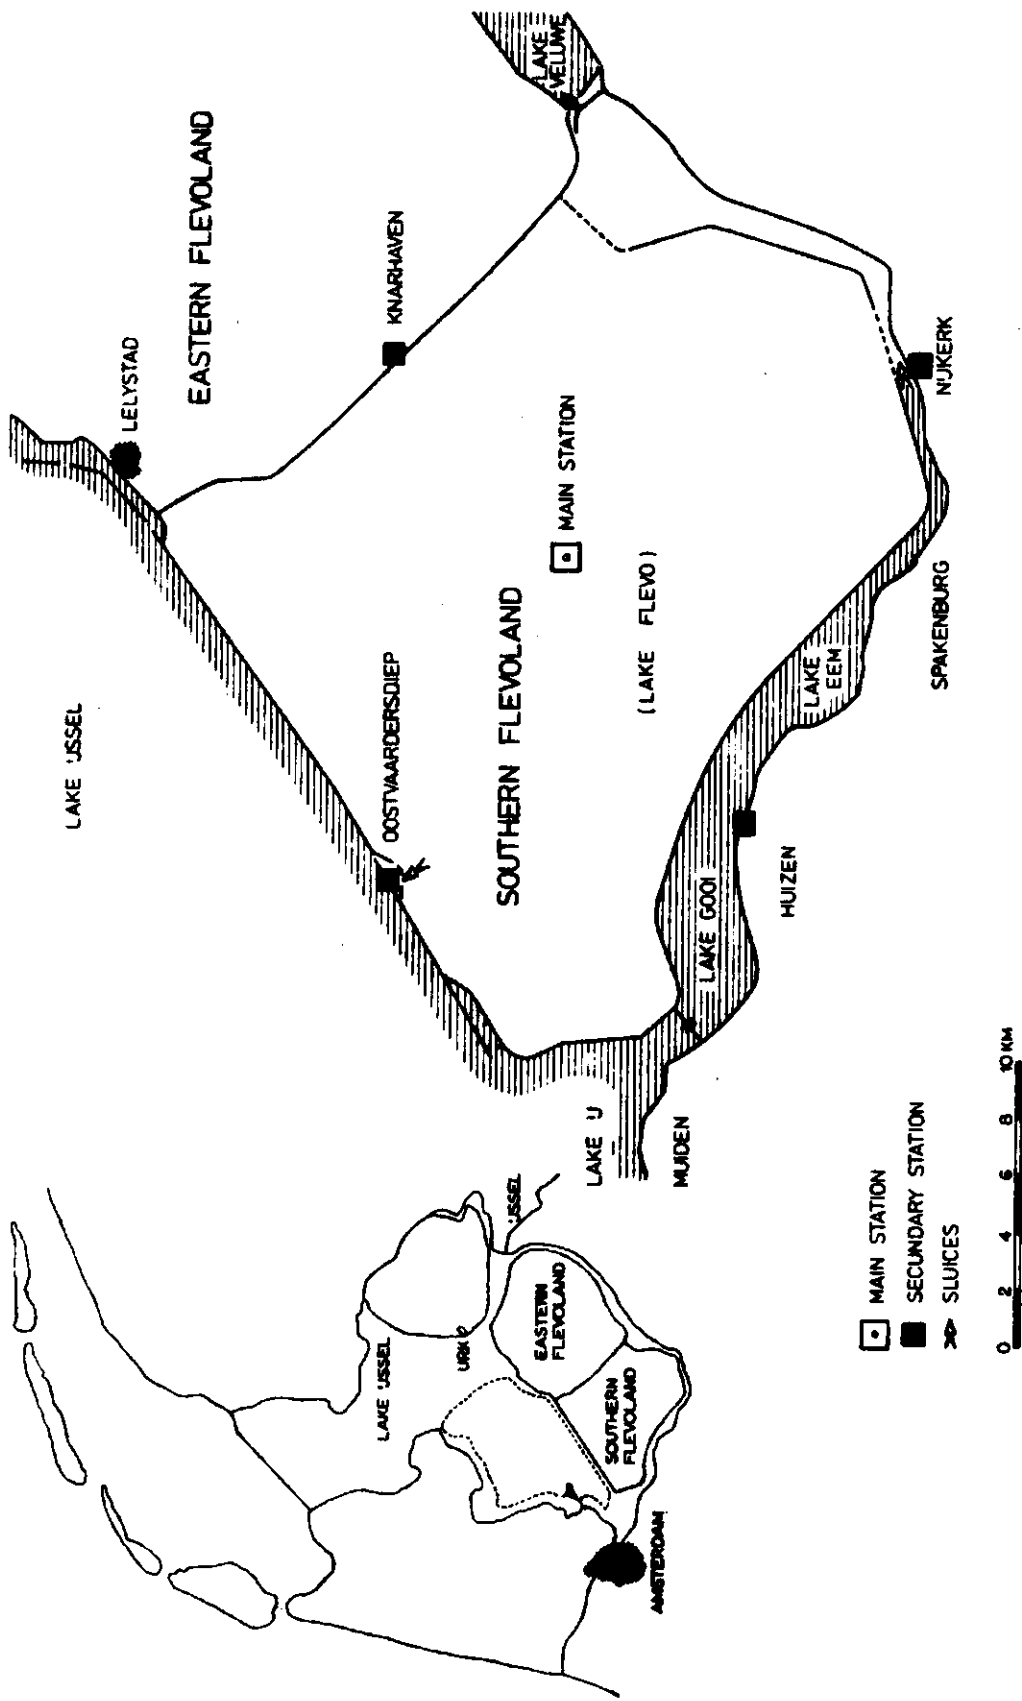 LAKE IJSSEL
URK
IJSSEL
EASTERN
FLEVOLAND
SOUTHERN
FLEVOLAND
AMSTERDAM
LAKE IJSSEL
LELYSTAD
EASTERN FLEVOLAND
KNARHAVEN
OOSTVAARDERSDIEP
SOUTHERN FLEVOLAND
MAIN STATION
(LAKE FLEVO)
LAKE
VELUWE
LAKE IJ
MUIDEN
LAKE GOOI
HUIZEN
LAKE
EEM
SPAKENBURG
NIJKERK
MAIN STATION
SECUNDARY STATION
SLUICES
0 2 4 6 8 10 KM